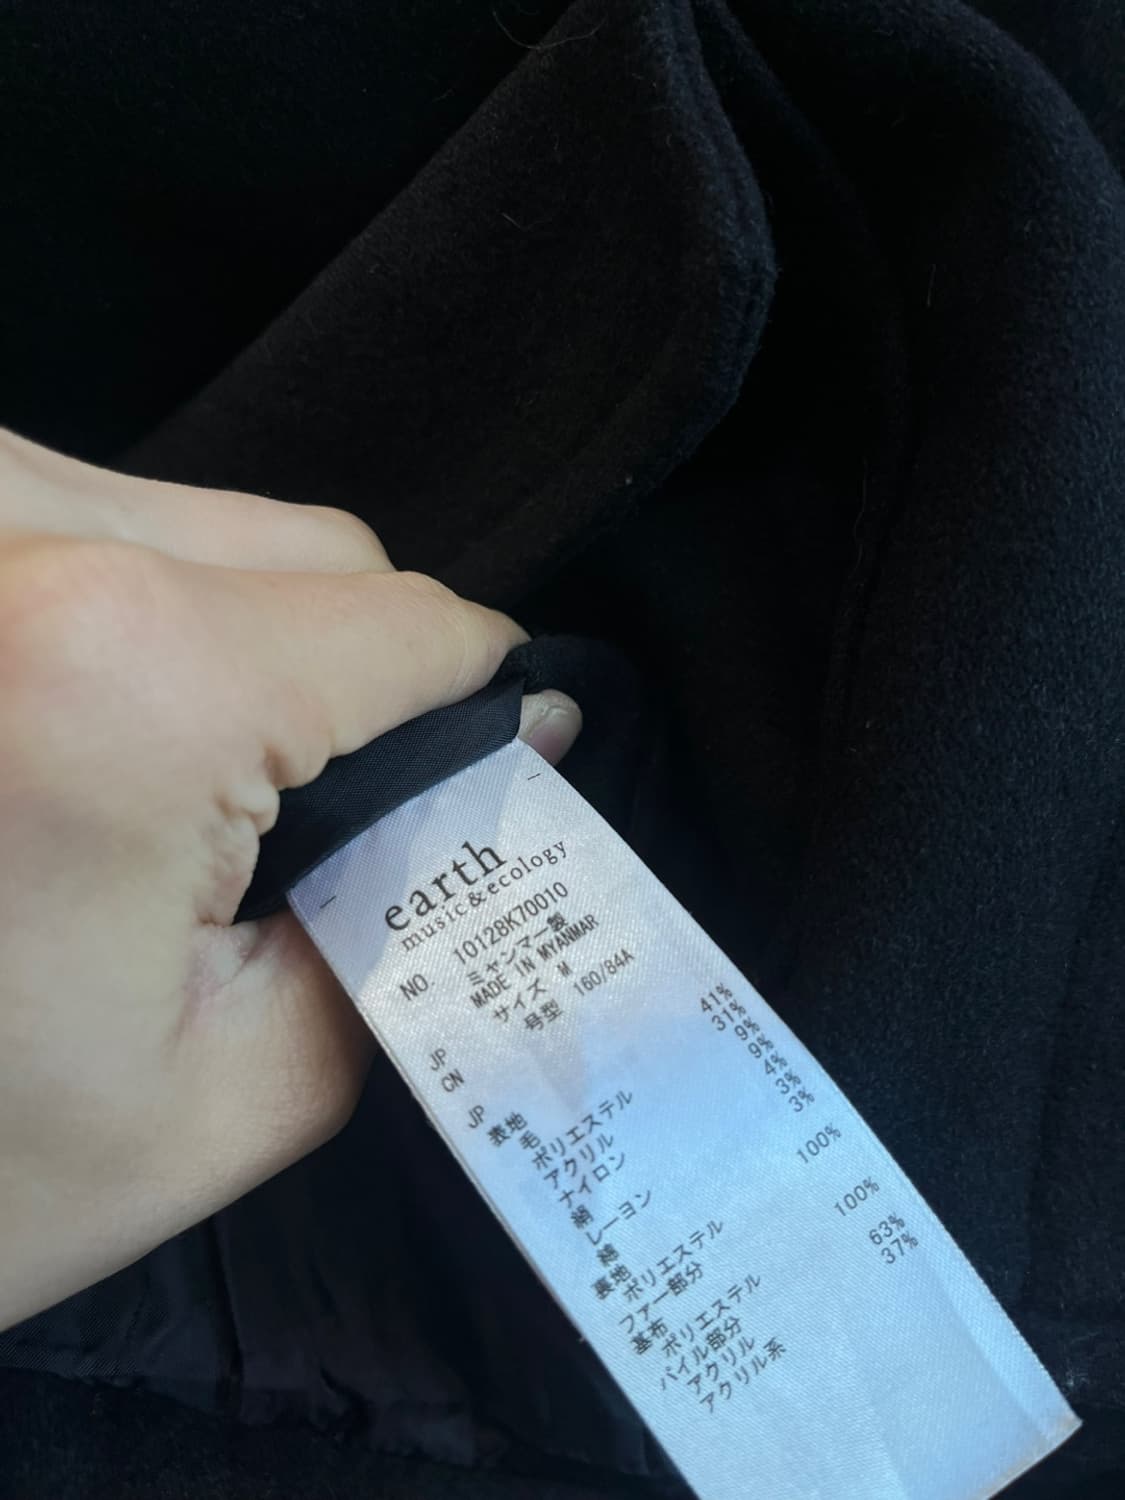 earth
music&ecology
NO. 10128K70010
ミャンマー製
MADE IN MYANMAR
JP サイズ M
CN 号型 160/84A
JP
表地
毛 41%
ポリエステル 31%
アクリル 9%
ナイロン 9%
絹 4%
レーヨン 3%
綿 3%
裏地
ポリエステル 100%
ファー部分
基布
ポリエステル 100%
パイル部分
アクリル 63%
アクリル系 37%